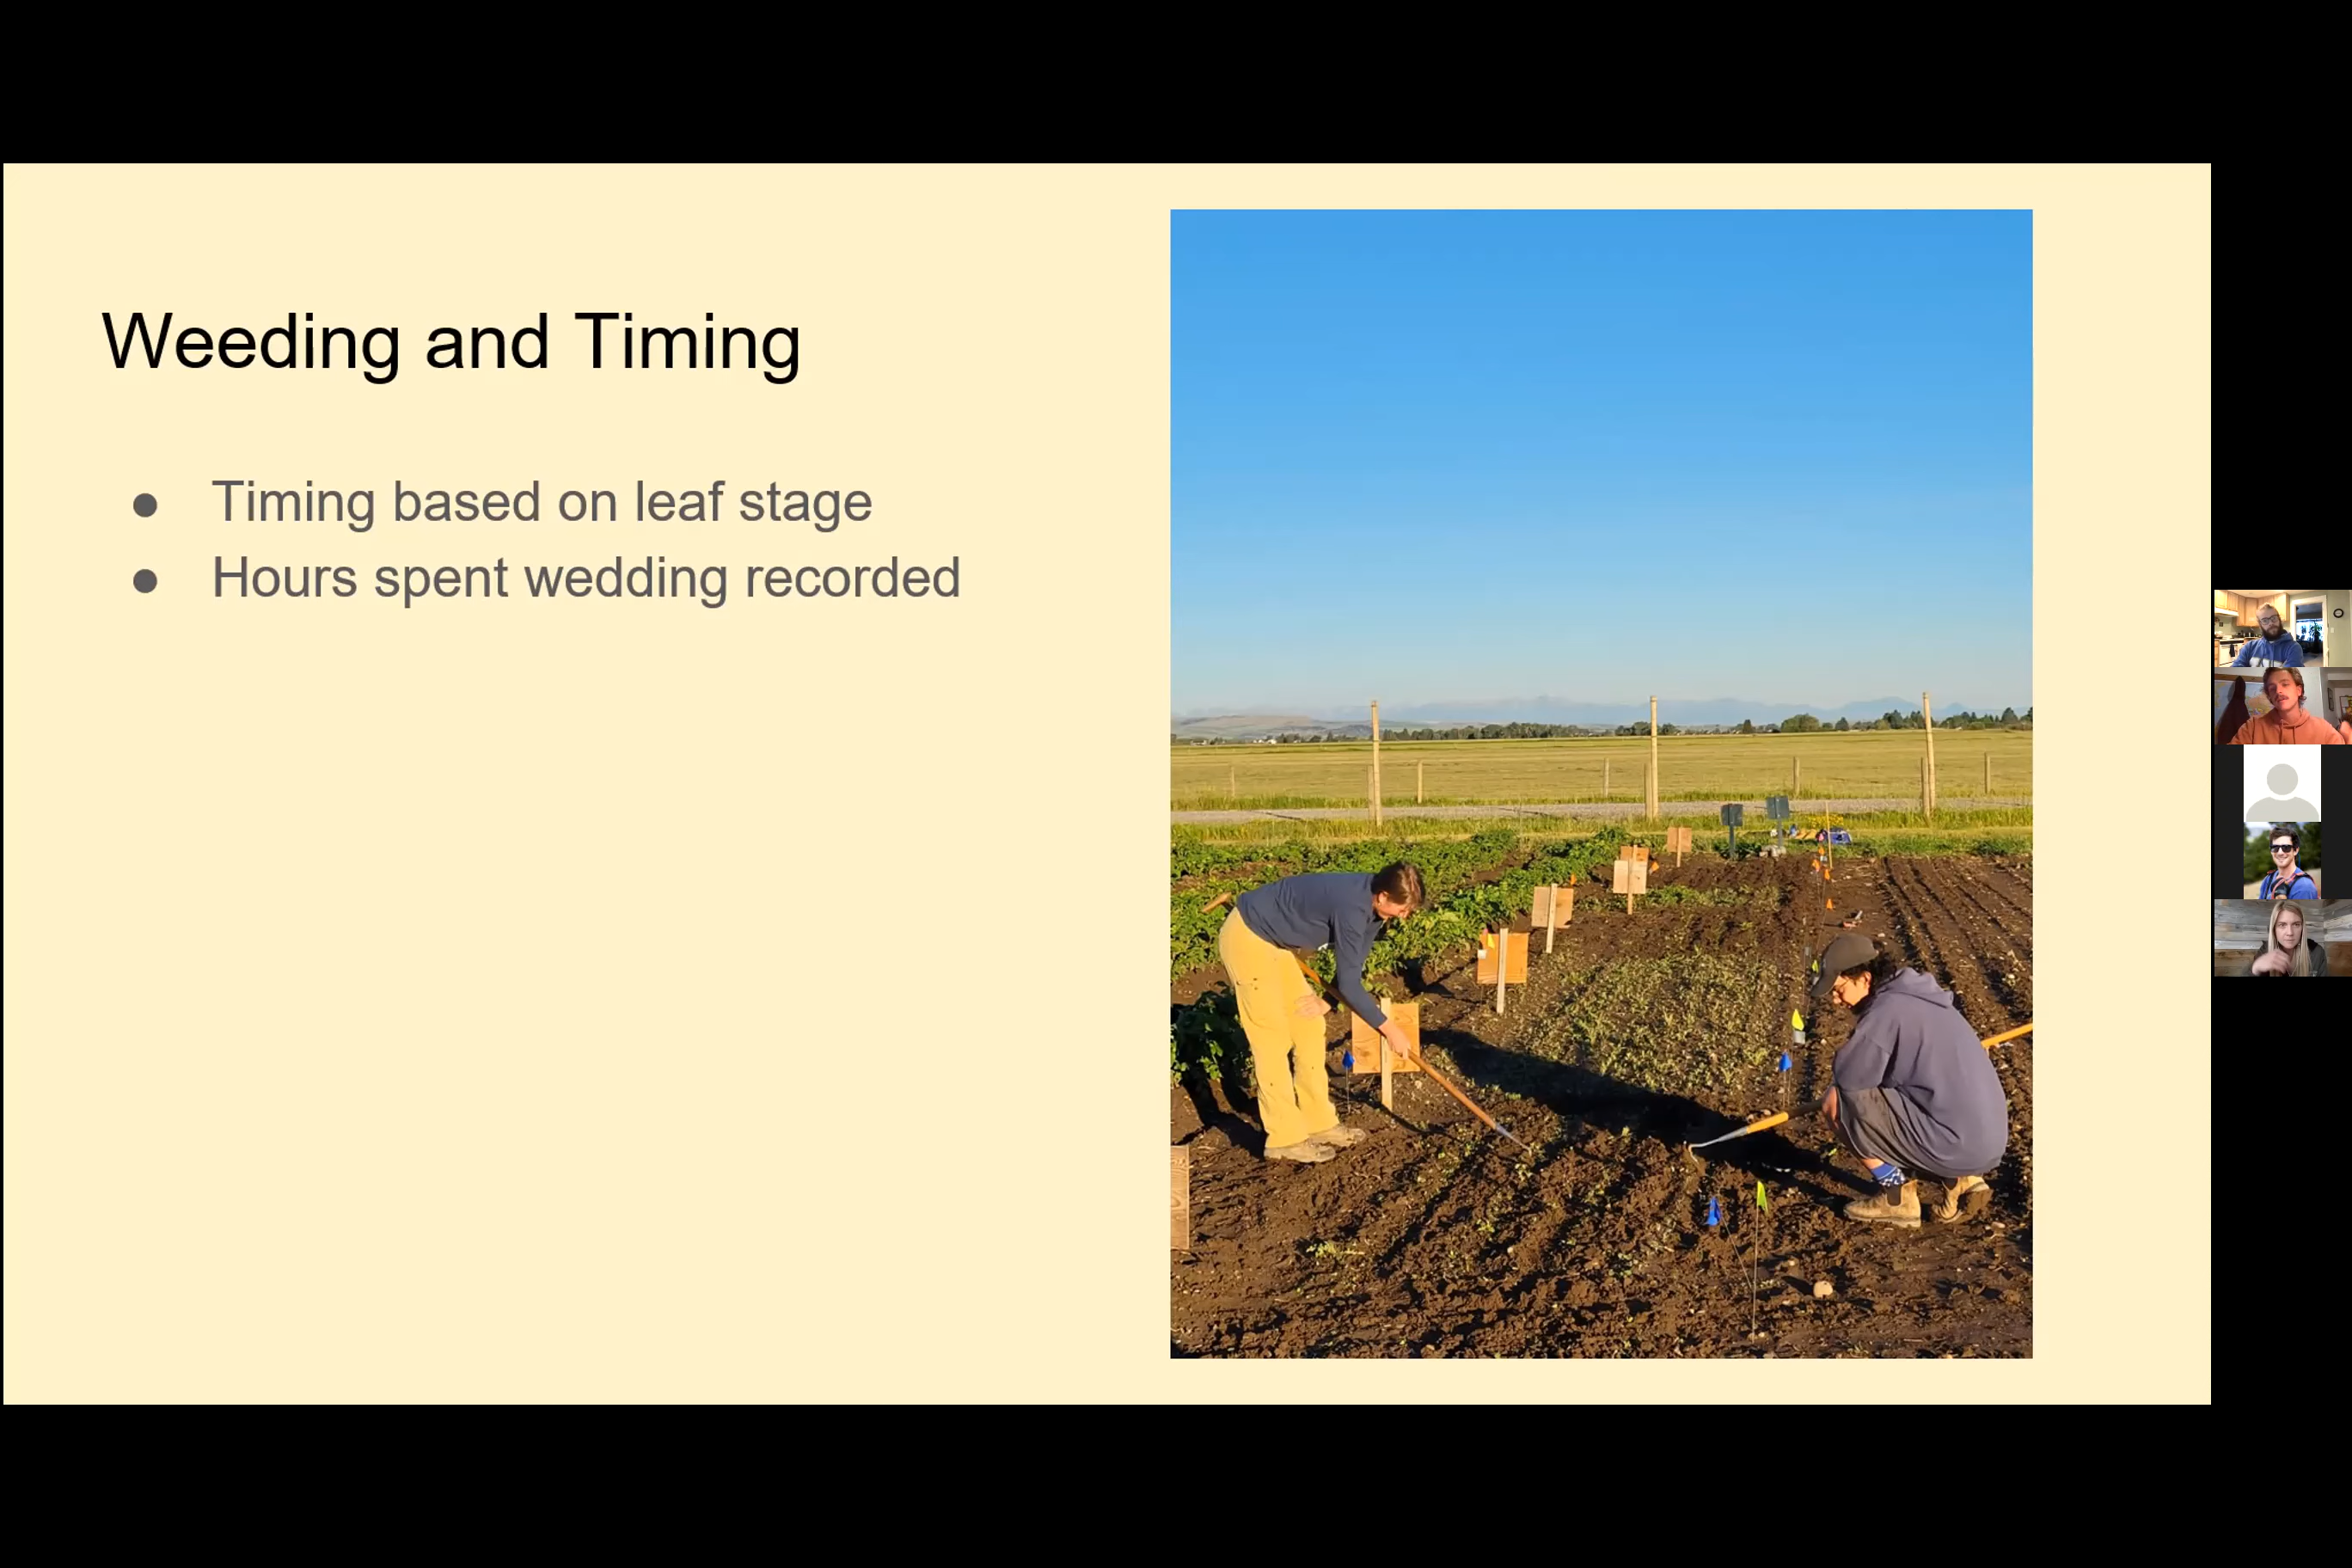 Weeding and Timing
● Timing based on leaf stage
● Hours spent wedding recorded